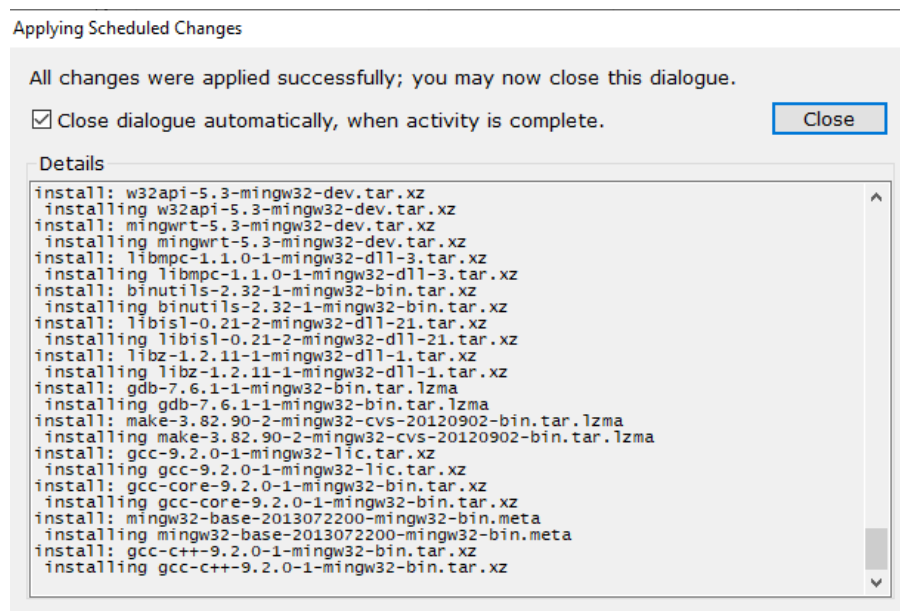 Applying Scheduled Changes
All changes were applied successfully; you may now close this dialogue.
Close dialogue automatically, when activity is complete.
Close
Details
install: w32api-5.3-mingw32-dev.tar.xz
installing w32api-5.3-mingw32-dev.tar.xz
install: mingwrt-5.3-mingw32-dev.tar.xz
installing mingwrt-5.3-mingw32-dev.tar.xz
install: libmpc-1.1.0-1-mingw32-dll-3.tar.xz
installing libmpc-1.1.0-1-mingw32-dll-3.tar.xz
install: binutils-2.32-1-mingw32-bin.tar.xz
installing binutils-2.32-1-mingw32-bin.tar.xz
install: libisl-0.21-2-mingw32-dll-21.tar.xz
installing libisl-0.21-2-mingw32-dll-21.tar.xz
install: libz-1.2.11-1-mingw32-dll-1.tar.xz
installing libz-1.2.11-1-mingw32-dll-1.tar.xz
install: gdb-7.6.1-1-mingw32-bin.tar.lzma
installing gdb-7.6.1-1-mingw32-bin.tar.lzma
install: make-3.82.90-2-mingw32-cvs-20120902-bin.tar.lzma
installing make-3.82.90-2-mingw32-cvs-20120902-bin.tar.lzma
install: gcc-9.2.0-1-mingw32-lic.tar.xz
installing gcc-9.2.0-1-mingw32-lic.tar.xz
install: gcc-core-9.2.0-1-mingw32-bin.tar.xz
installing gcc-core-9.2.0-1-mingw32-bin.tar.xz
install: mingw32-base-2013072200-mingw32-bin.meta
installing mingw32-base-2013072200-mingw32-bin.meta
install: gcc-c++-9.2.0-1-mingw32-bin.tar.xz
installing gcc-c++-9.2.0-1-mingw32-bin.tar.xz